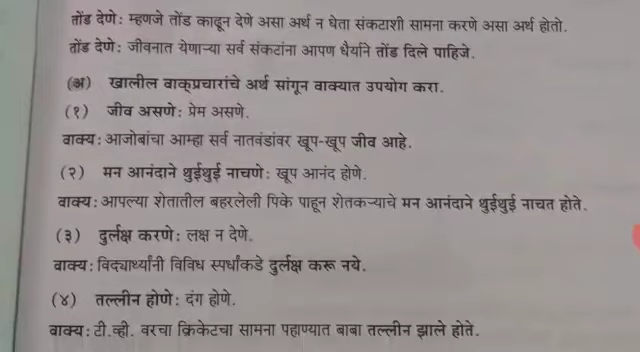 तोंड देणे: म्हणजे तोंड काढून देणे असा अर्थ न घेता संकटाशी सामना करणे असा अर्थ होतो.
तोंड देणे: जीवनात येणाऱ्या सर्व संकटांना आपण धैर्याने तोंड दिले पाहिजे.
(अ) खालील वाक्प्रचारांचे अर्थ सांगून वाक्यात उपयोग करा.
(१) जीव असणे: प्रेम असणे.
वाक्य: आजोबांचा आम्हा सर्व नातवंडांवर खूप-खूप जीव आहे.
(२) मन आनंदाने थुईथुई नाचणे: खूप आनंद होणे.
वाक्य: आपल्या शेतातील बहरलेली पिके पाहून शेतकऱ्याचे मन आनंदाने थुईथुई नाचत होते.
(३) दुर्लक्ष करणे: लक्ष न देणे.
वाक्य: विद्यार्थ्यांनी विविध स्पर्धांकडे दुर्लक्ष करू नये.
(४) तल्लीन होणे: दंग होणे.
वाक्य: टी.व्ही. वरचा क्रिकेटचा सामना पहाण्यात बाबा तल्लीन झाले होते.